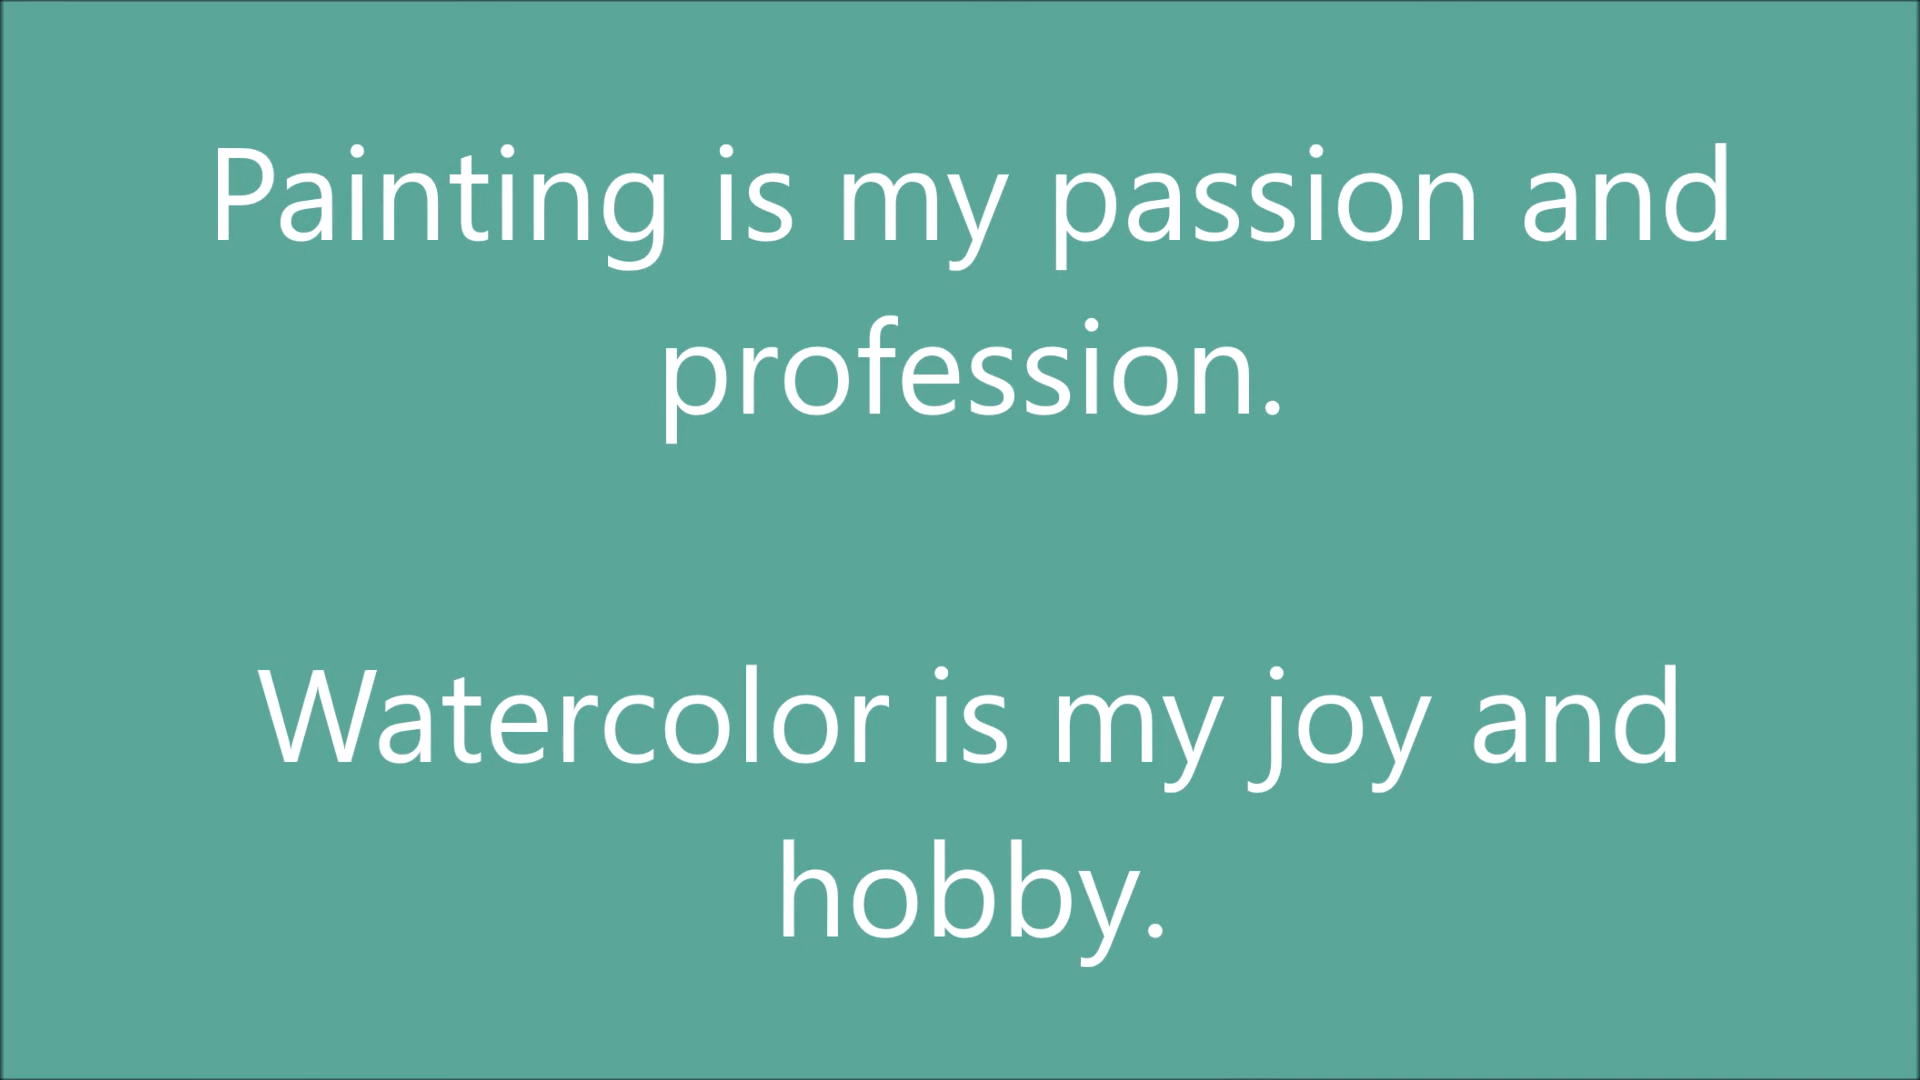 Painting is my passion and
profession.
Watercolor is my joy and
hobby.